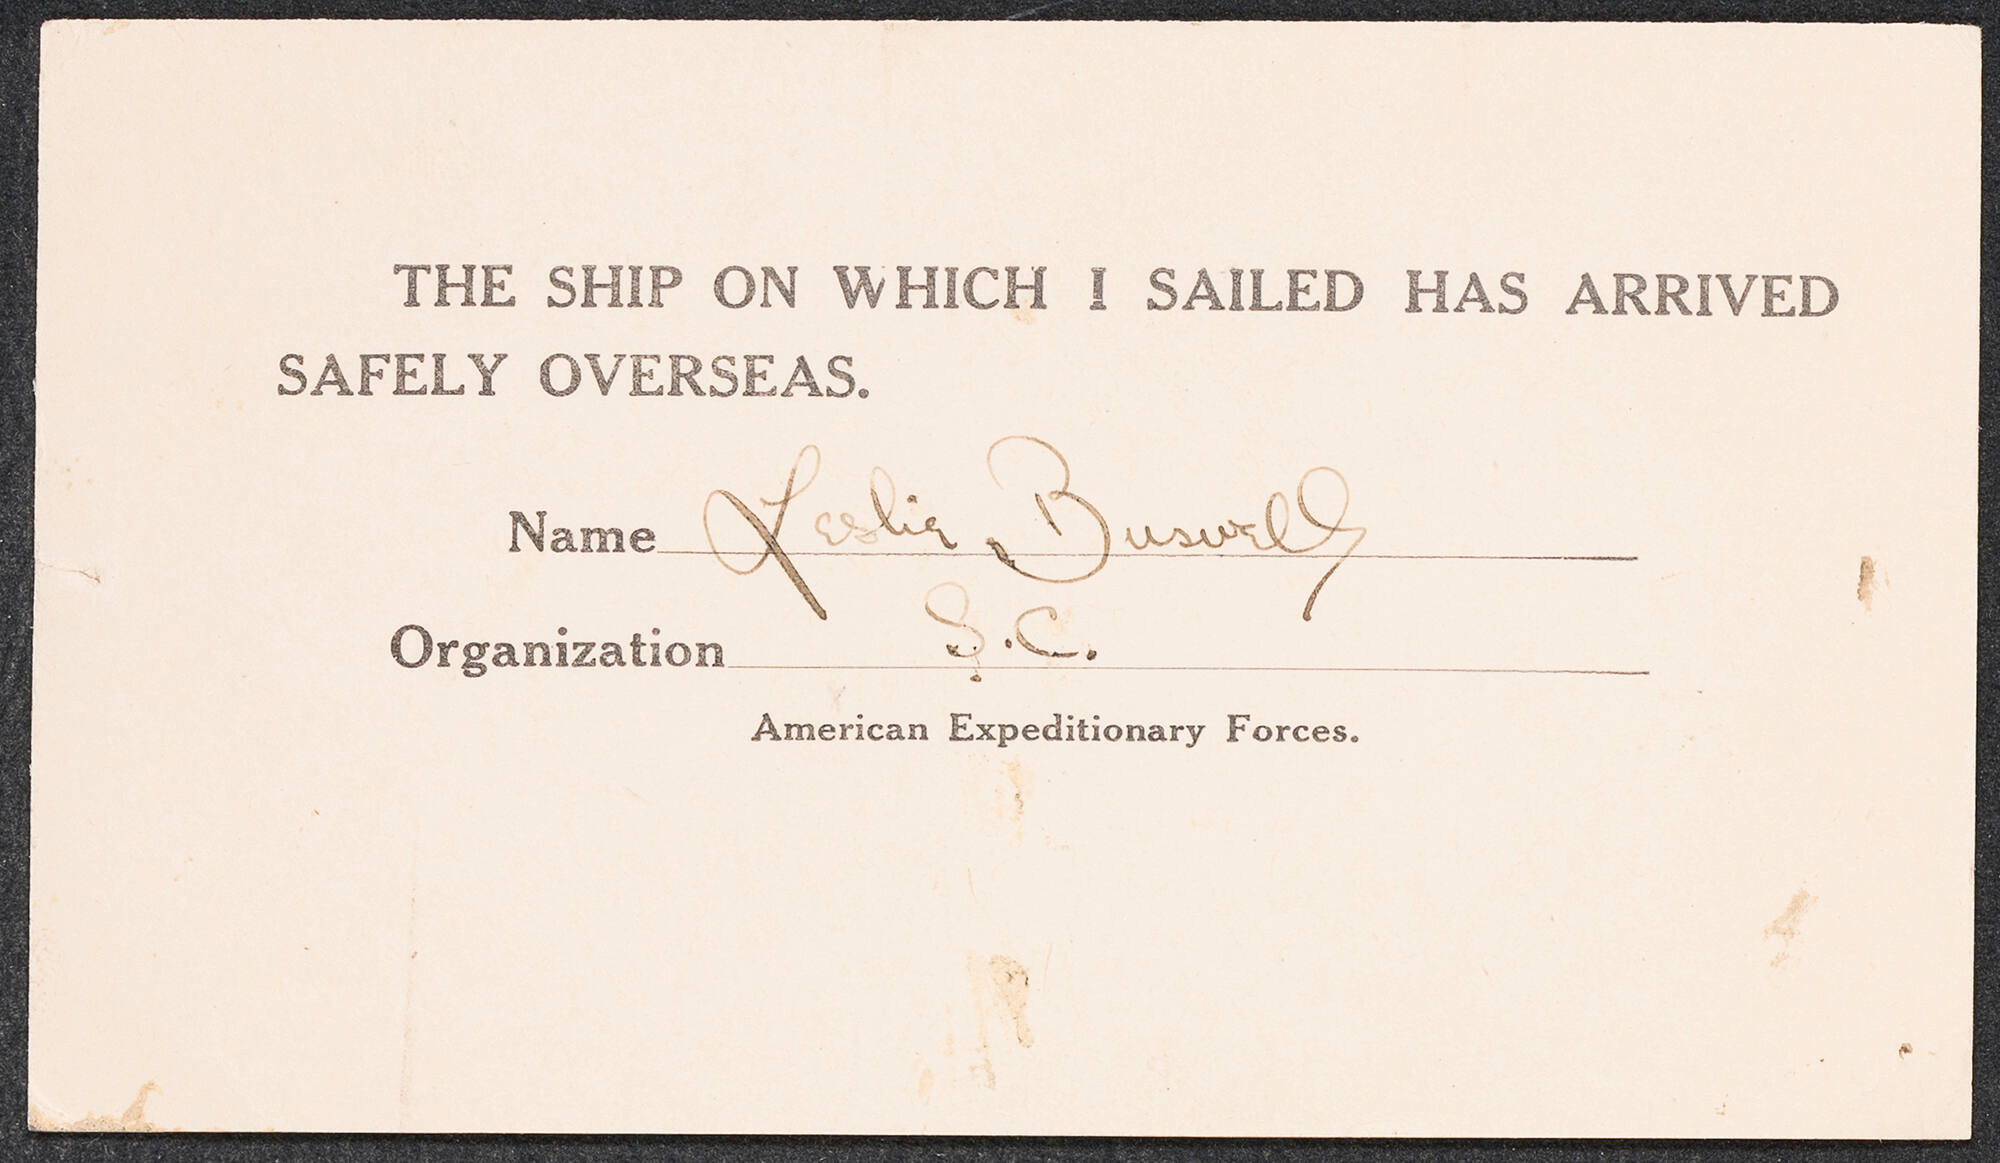 THE SHIP ON WHICH I SAILED HAS ARRIVED
SAFELY OVERSEAS.
Name Leslie Buswell
Organization S.C.
American Expeditionary Forces.